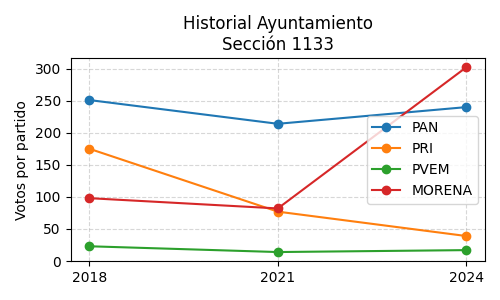 Historial Ayuntamiento
Sección 1133
Votos por partido
300
250
200
150
100
50
0
2018
2021
2024
PAN
PRI
PVEM
MORENA